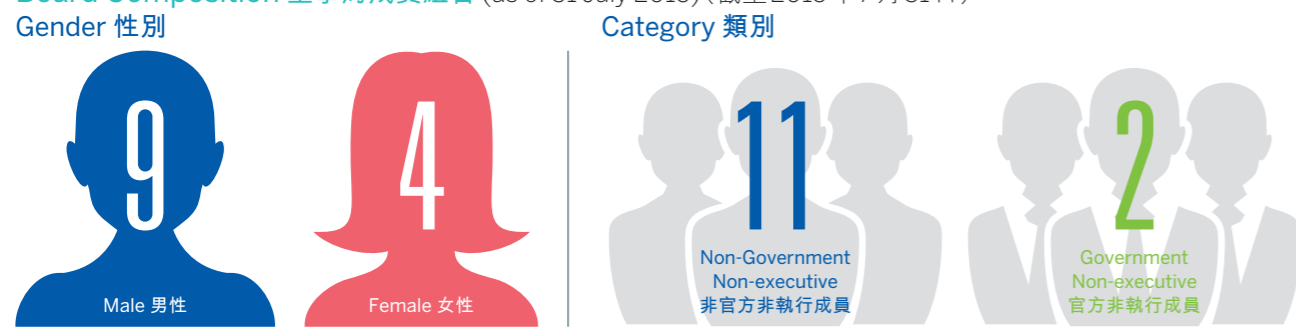 Board Composition
Gender 性別
Category 類別
9
Male 男性
4
Female 女性
11
Non-Government
Non-executive
非官方非執行成員
2
Government
Non-executive
官方非執行成員